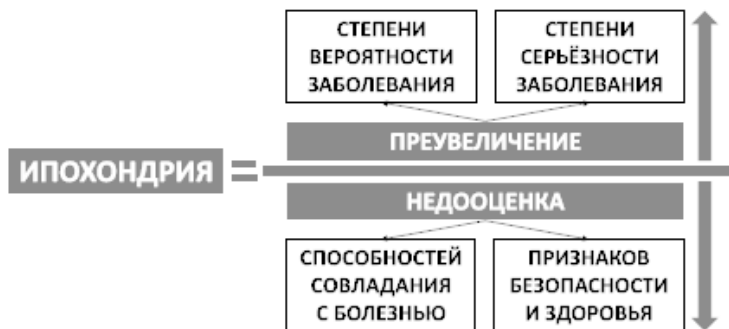 СТЕПЕНИ
ВЕРОЯТНОСТИ
ЗАБОЛЕВАНИЯ
СТЕПЕНИ
СЕРЬЁЗНОСТИ
ЗАБОЛЕВАНИЯ
ПРЕУВЕЛИЧЕНИЕ
ИПОХОНДРИЯ =
НЕДООЦЕНКА
СПОСОБНОСТЕЙ
СОВЛАДАНИЯ
С БОЛЕЗНЬЮ
ПРИЗНАКОВ
БЕЗОПАСНОСТИ
И ЗДОРОВЬЯ